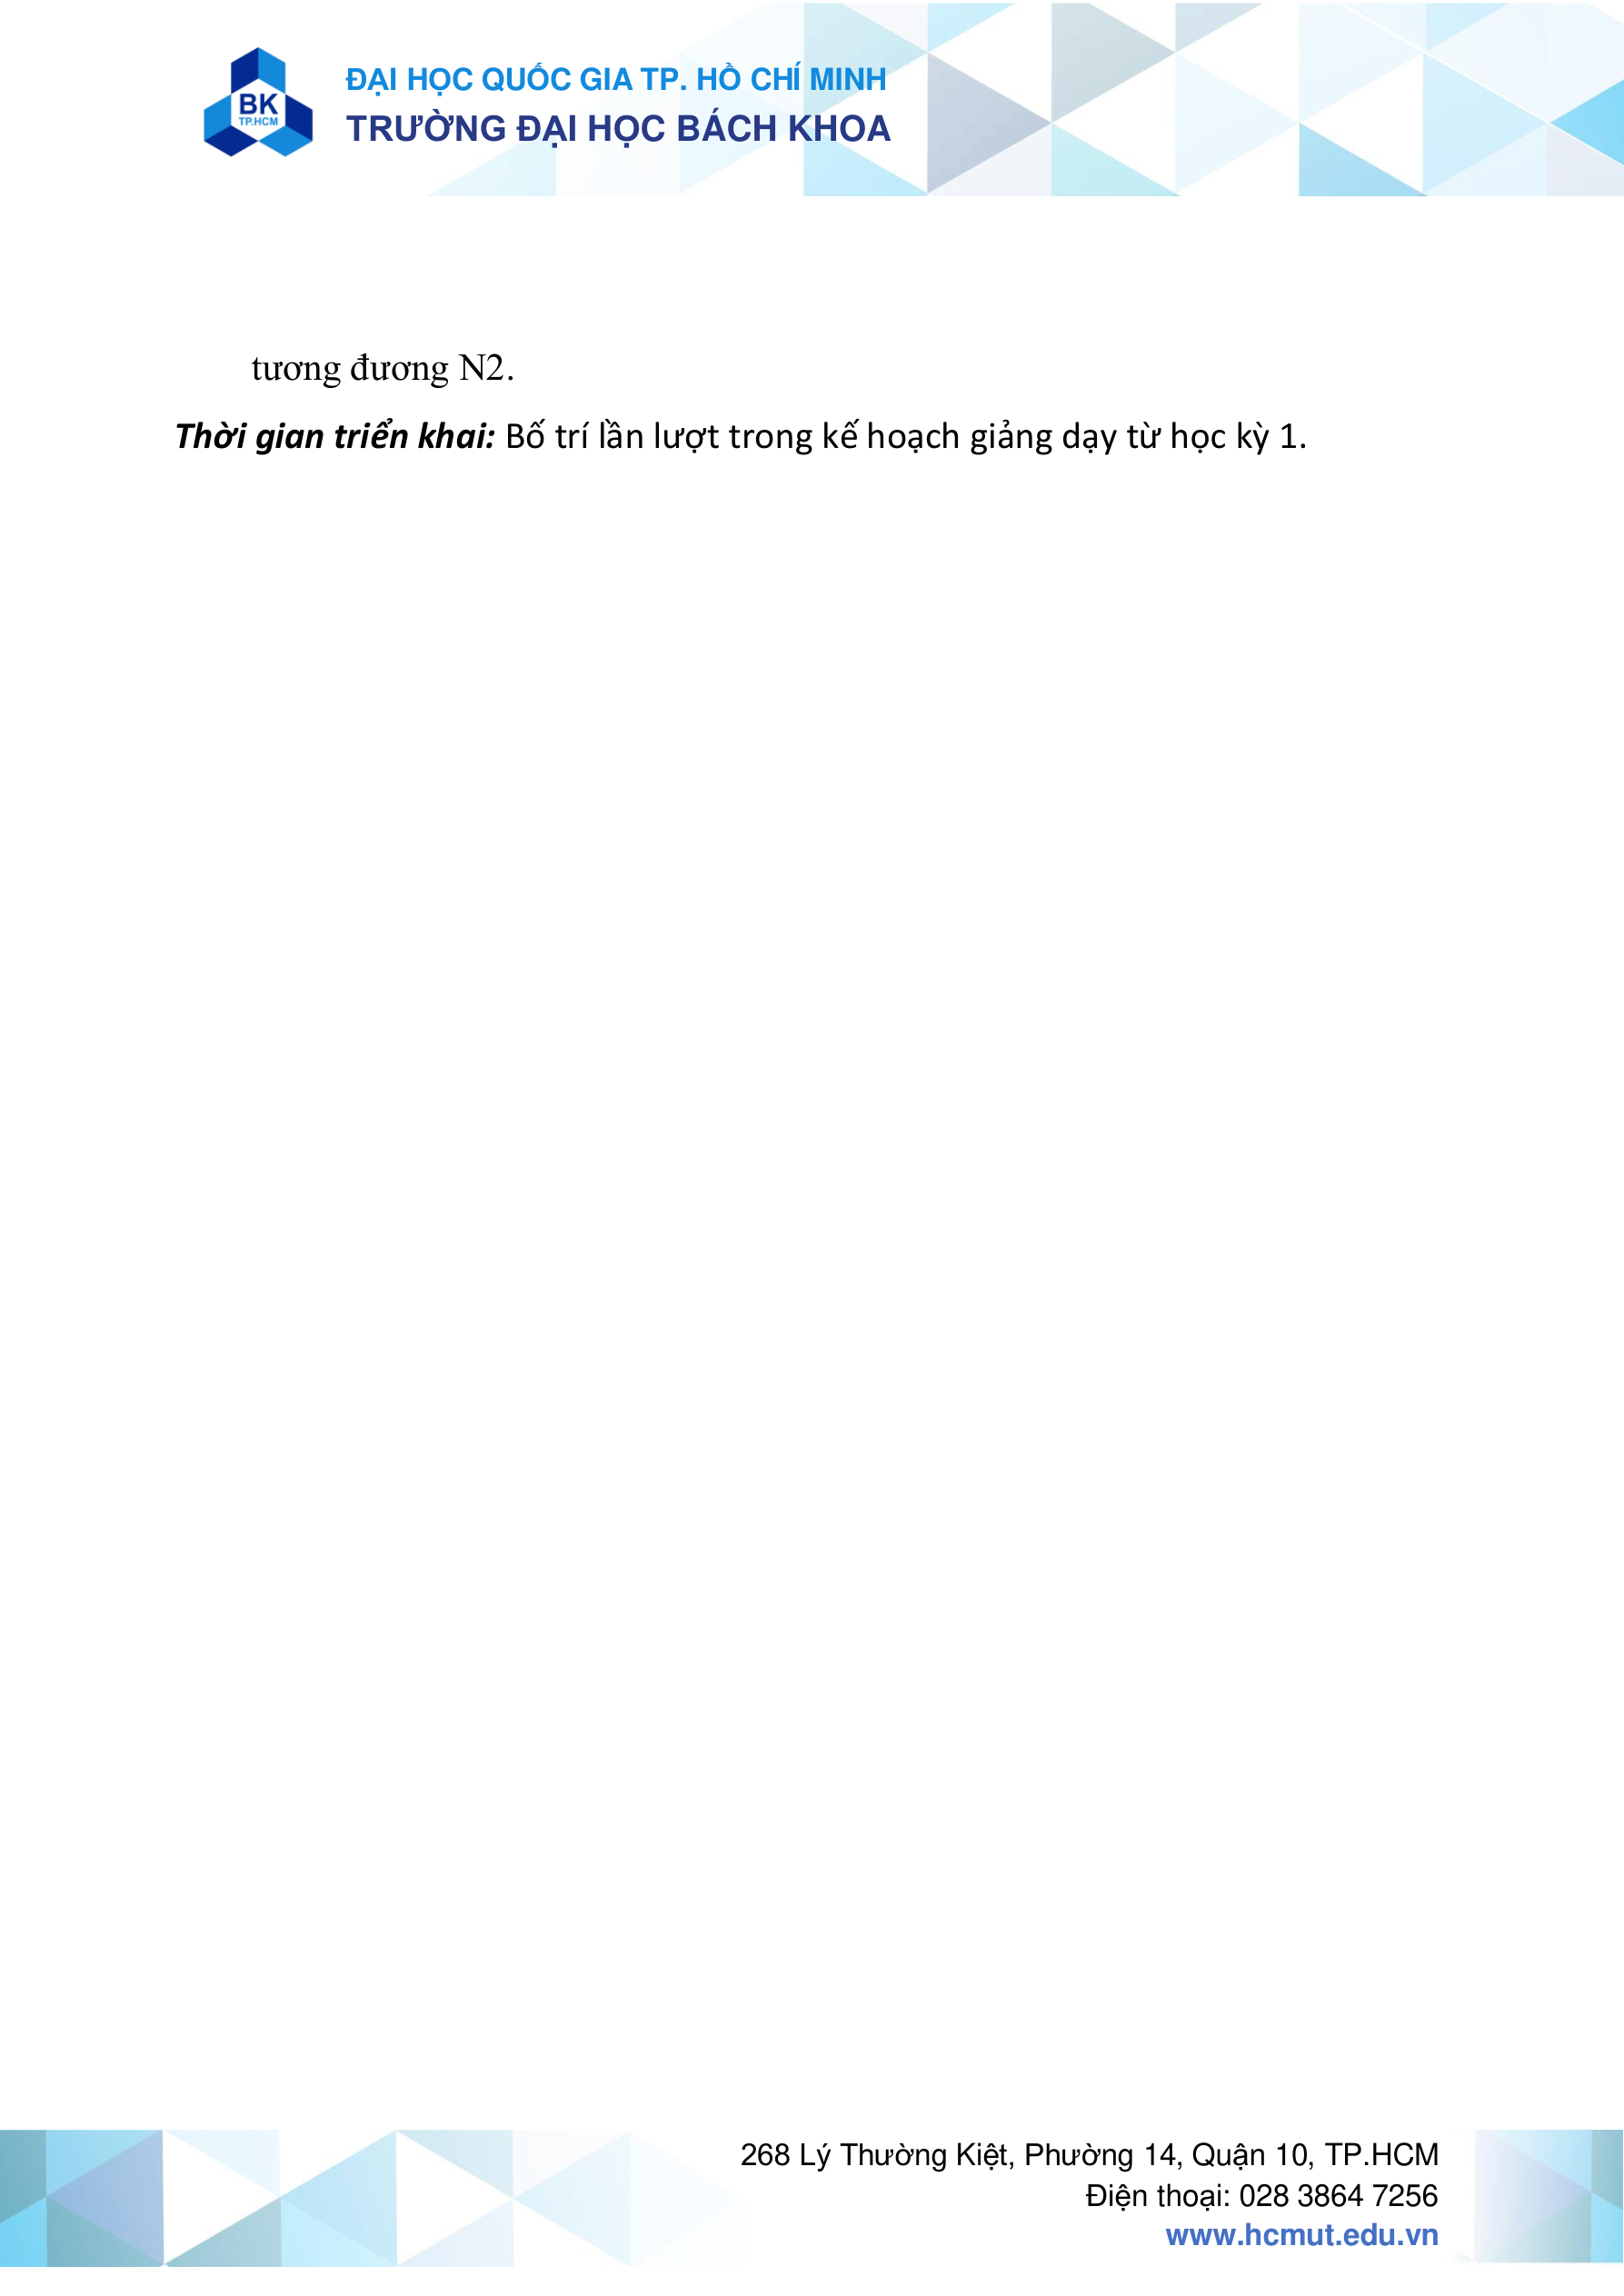 BK
TP.HCM
ĐẠI HỌC QUỐC GIA TP. HỒ CHÍ MINH
TRƯỜNG ĐẠI HỌC BÁCH KHOA
tương đương N2.
Thời gian triển khai: Bố trí lần lượt trong kế hoạch giảng dạy từ học kỳ 1.
268 Lý Thường Kiệt, Phường 14, Quận 10, TP.HCM
Điện thoại: 028 3864 7256
www.hcmut.edu.vn